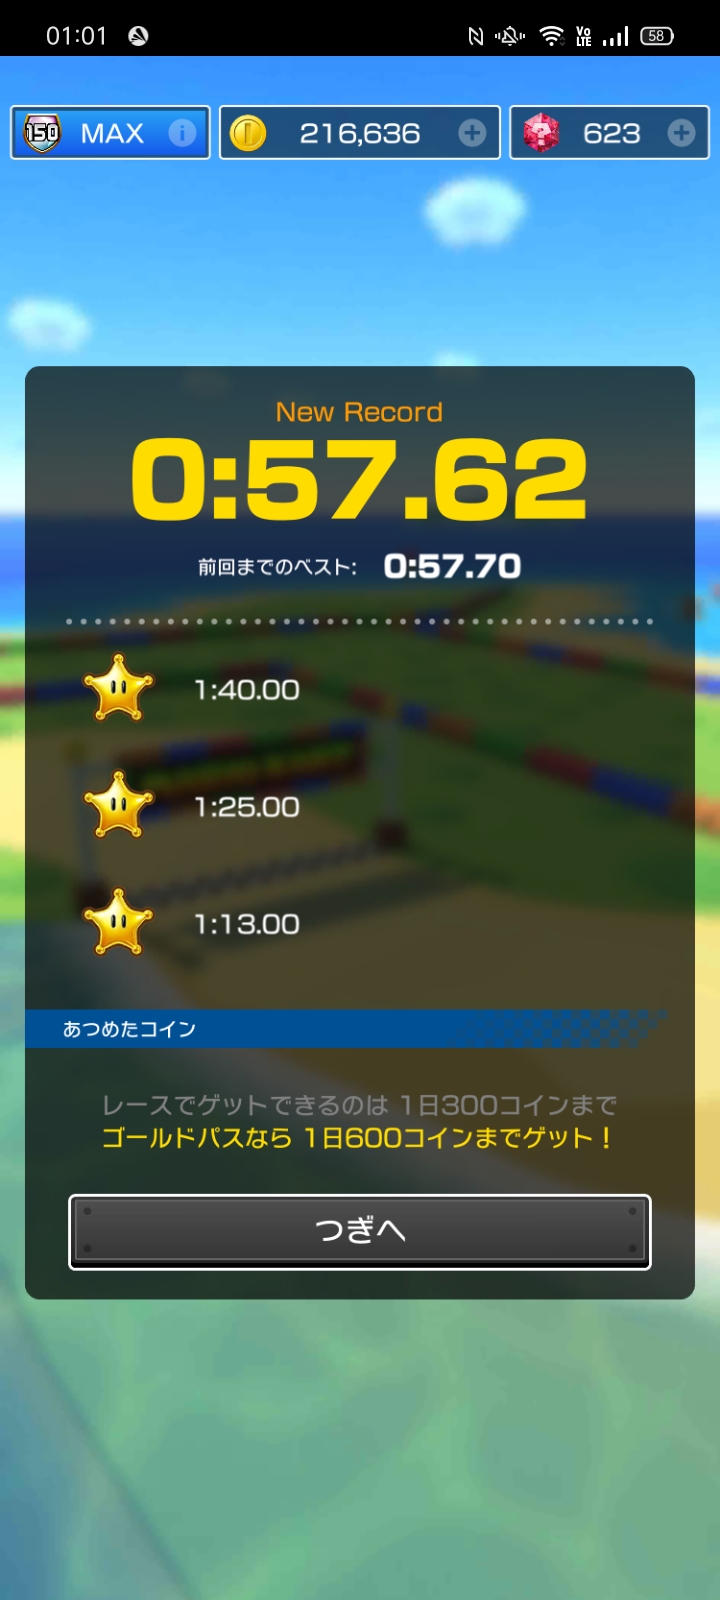 01:01 Vo LTE 58
150 MAX i 216,636 + ? 623 +
New Record
0:57.62
前回までのベスト: 0:57.70
1:40.00
1:25.00
1:13.00
あつめたコイン
レースでゲットできるのは 1日300コインまで
ゴールドパスなら 1日600コインまでゲット！
つぎへ